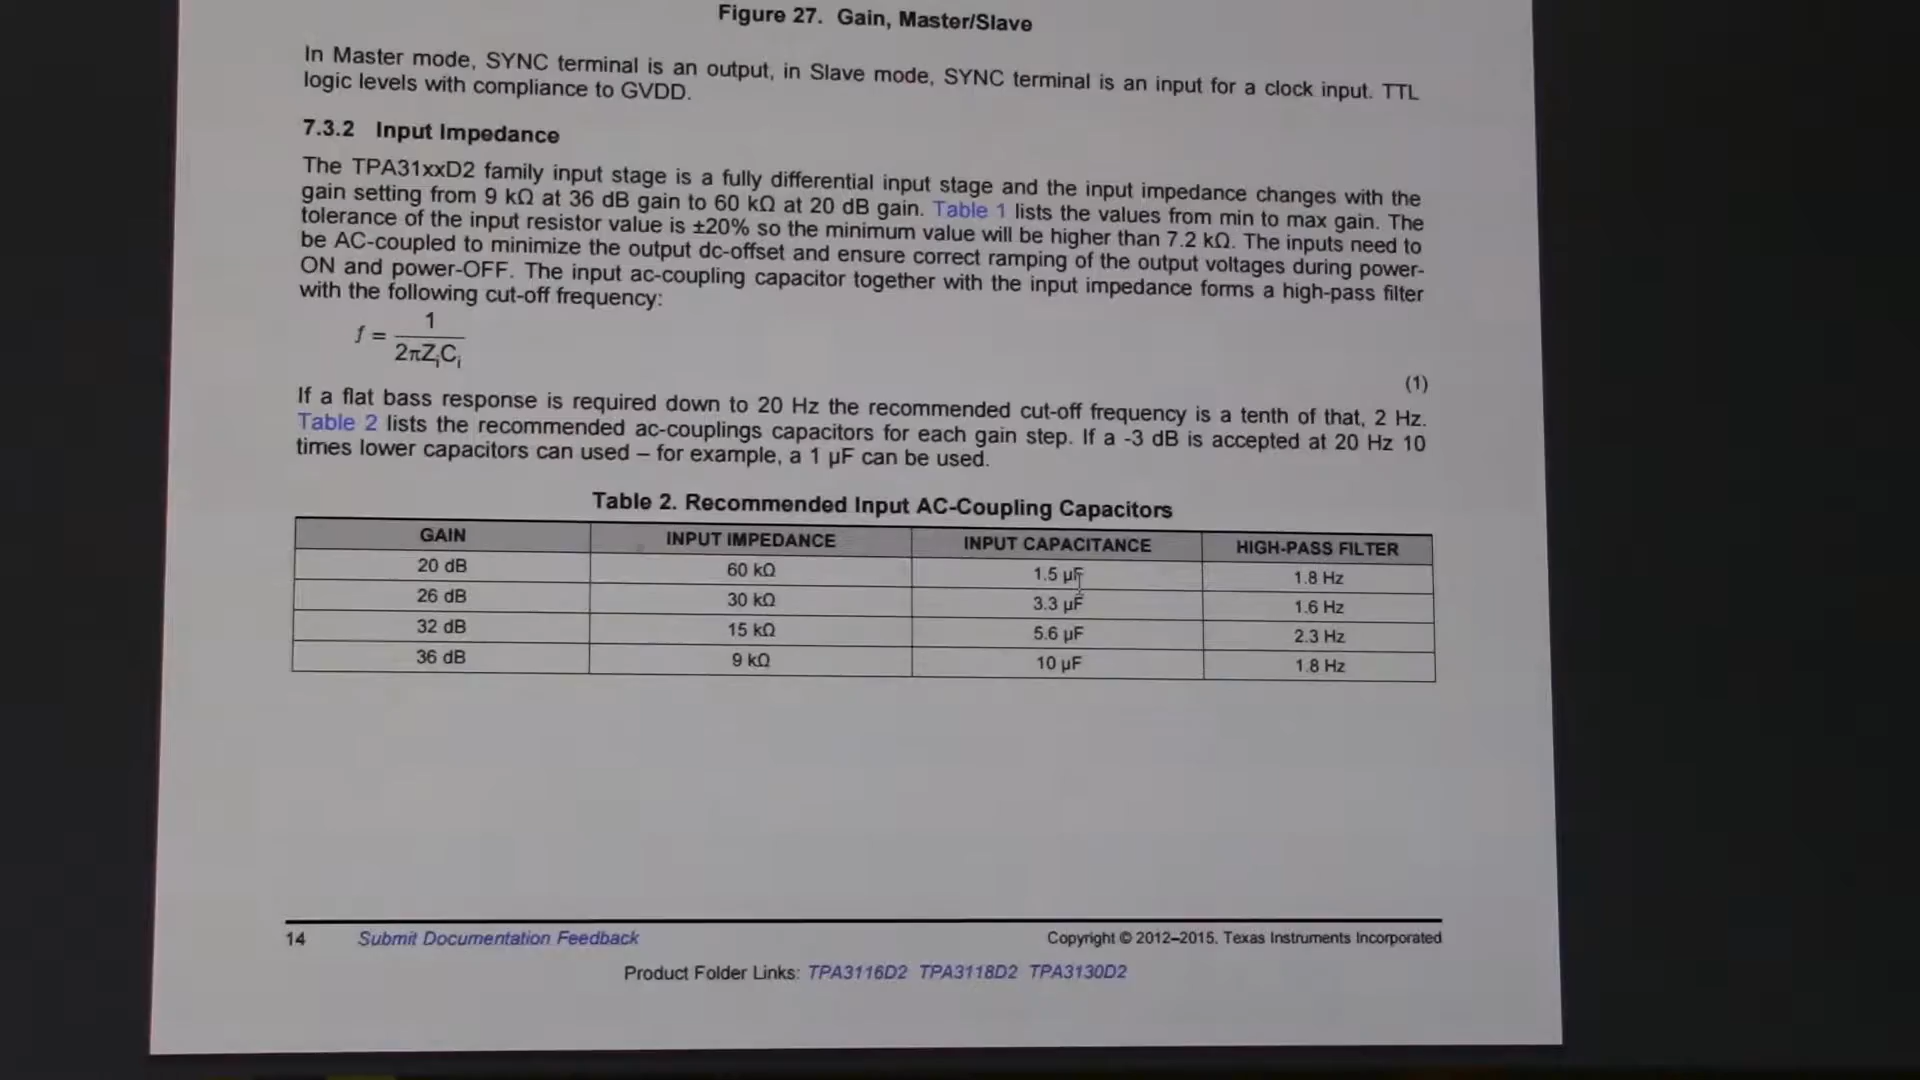 Figure 27. Gain, Master/Slave
In Master mode, SYNC terminal is an output, in Slave mode, SYNC terminal is an input for a clock input. TTL
logic levels with compliance to GVDD.
7.3.2 Input Impedance
The TPA31xxD2 family input stage is a fully differential input stage and the input impedance changes with the
gain setting from 9 kΩ at 36 dB gain to 60 kΩ at 20 dB gain. Table 1 lists the values from min to max gain. The
tolerance of the input resistor value is ±20% so the minimum value will be higher than 7.2 kΩ. The inputs need to
be AC-coupled to minimize the output dc-offset and ensure correct ramping of the output voltages during power-
ON and power-OFF. The input ac-coupling capacitor together with the input impedance forms a high-pass filter
with the following cut-off frequency:
f = 1 / 2πZiCi
(1)
If a flat bass response is required down to 20 Hz the recommended cut-off frequency is a tenth of that, 2 Hz.
Table 2 lists the recommended ac-couplings capacitors for each gain step. If a -3 dB is accepted at 20 Hz 10
times lower capacitors can used – for example, a 1 µF can be used.
Table 2. Recommended Input AC-Coupling Capacitors
GAIN INPUT IMPEDANCE INPUT CAPACITANCE HIGH-PASS FILTER
20 dB 60 kΩ 1.5 µF 1.8 Hz
26 dB 30 kΩ 3.3 µF 1.6 Hz
32 dB 15 kΩ 5.6 µF 2.3 Hz
36 dB 9 kΩ 10 µF 1.8 Hz
14 Submit Documentation Feedback Copyright © 2012–2015, Texas Instruments Incorporated
Product Folder Links: TPA3116D2 TPA3118D2 TPA3130D2